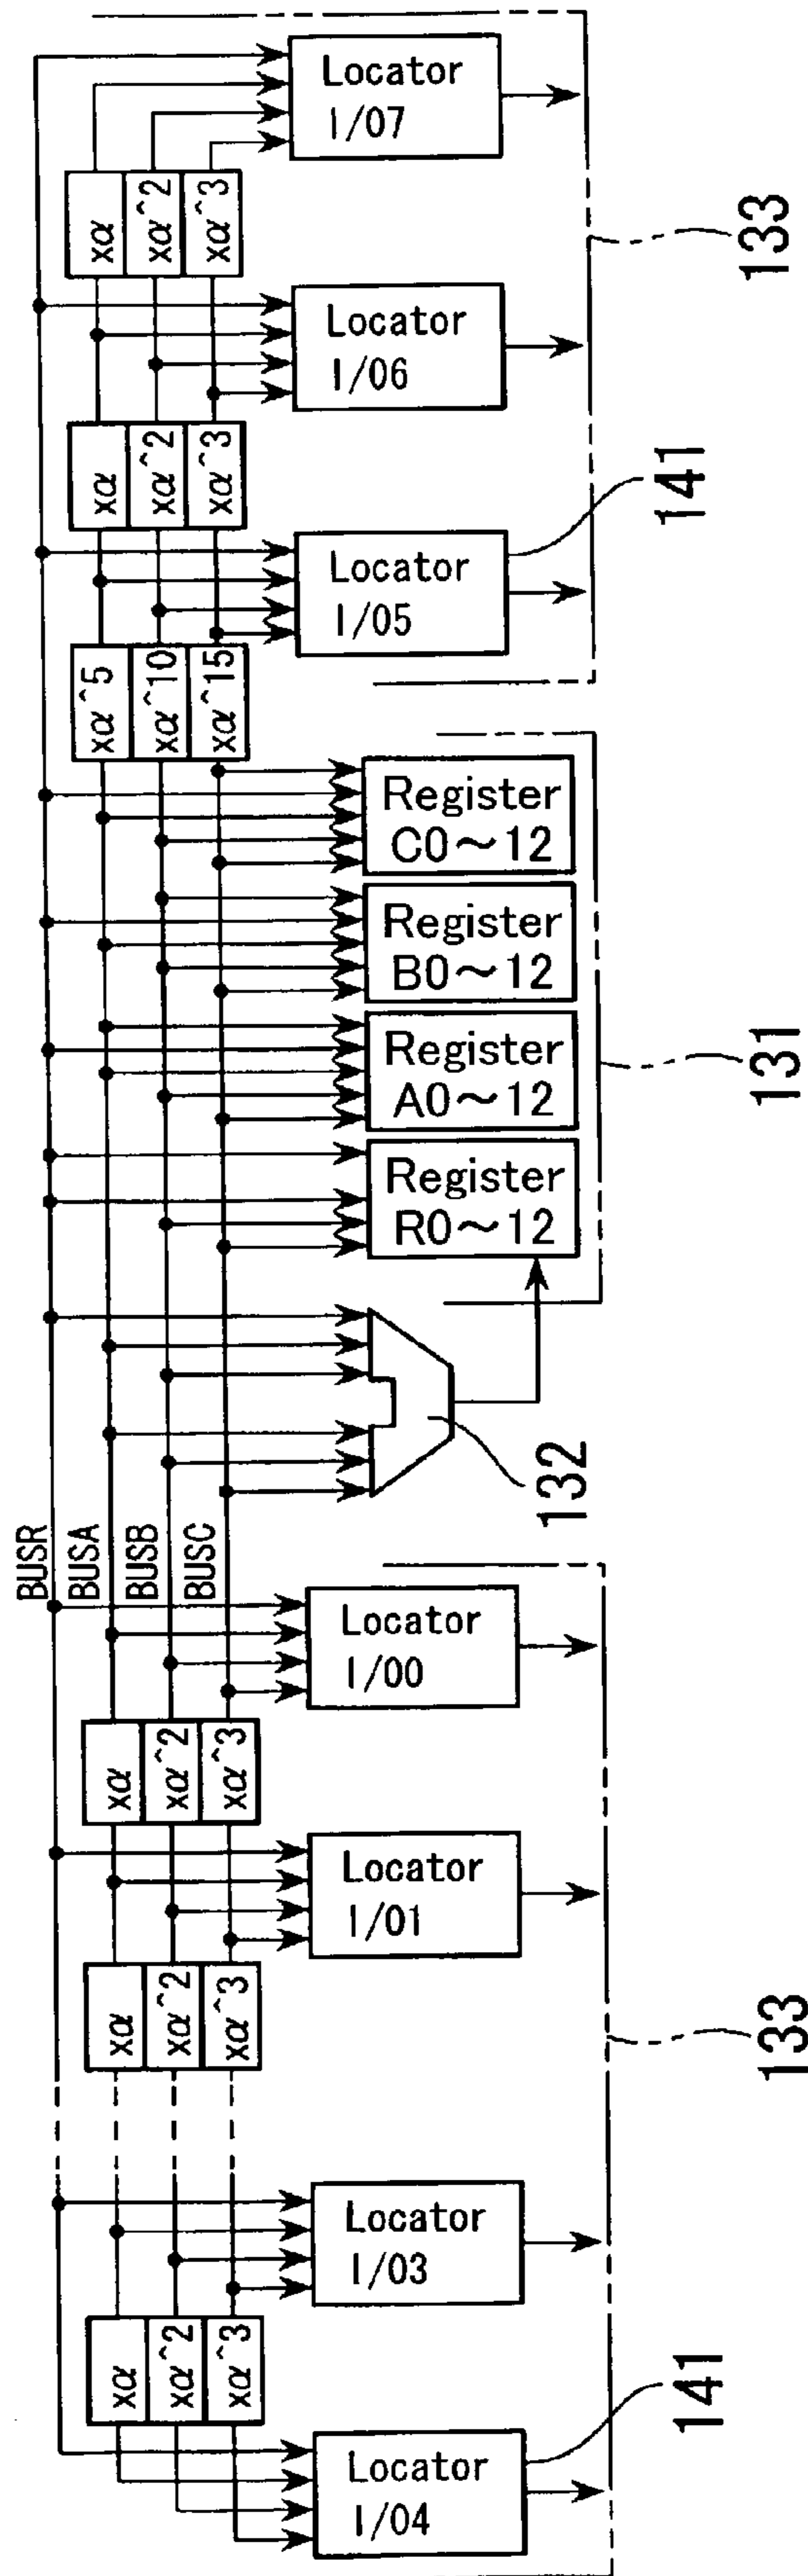 Locator
I/07
xα
xα^2
xα^3
133
Locator
I/06
xα
xα^2
xα^3
141
Locator
I/05
xα^5
xα^10
xα^15
Register
C0～12
Register
B0～12
Register
A0～12
131
Register
R0～12
132
BUSR
BUSA
BUSB
BUSC
Locator
I/00
xα
xα^2
xα^3
Locator
I/01
xα
xα^2
xα^3
133
Locator
I/03
xα
xα^2
xα^3
141
Locator
I/04